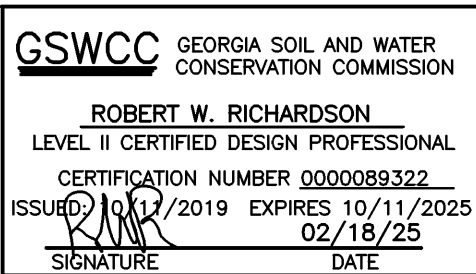 GSWCC GEORGIA SOIL AND WATER
CONSERVATION COMMISSION
ROBERT W. RICHARDSON
LEVEL II CERTIFIED DESIGN PROFESSIONAL
CERTIFICATION NUMBER 0000089322
ISSUED: 10/11/2019 EXPIRES 10/11/2025
02/18/25
SIGNATURE DATE